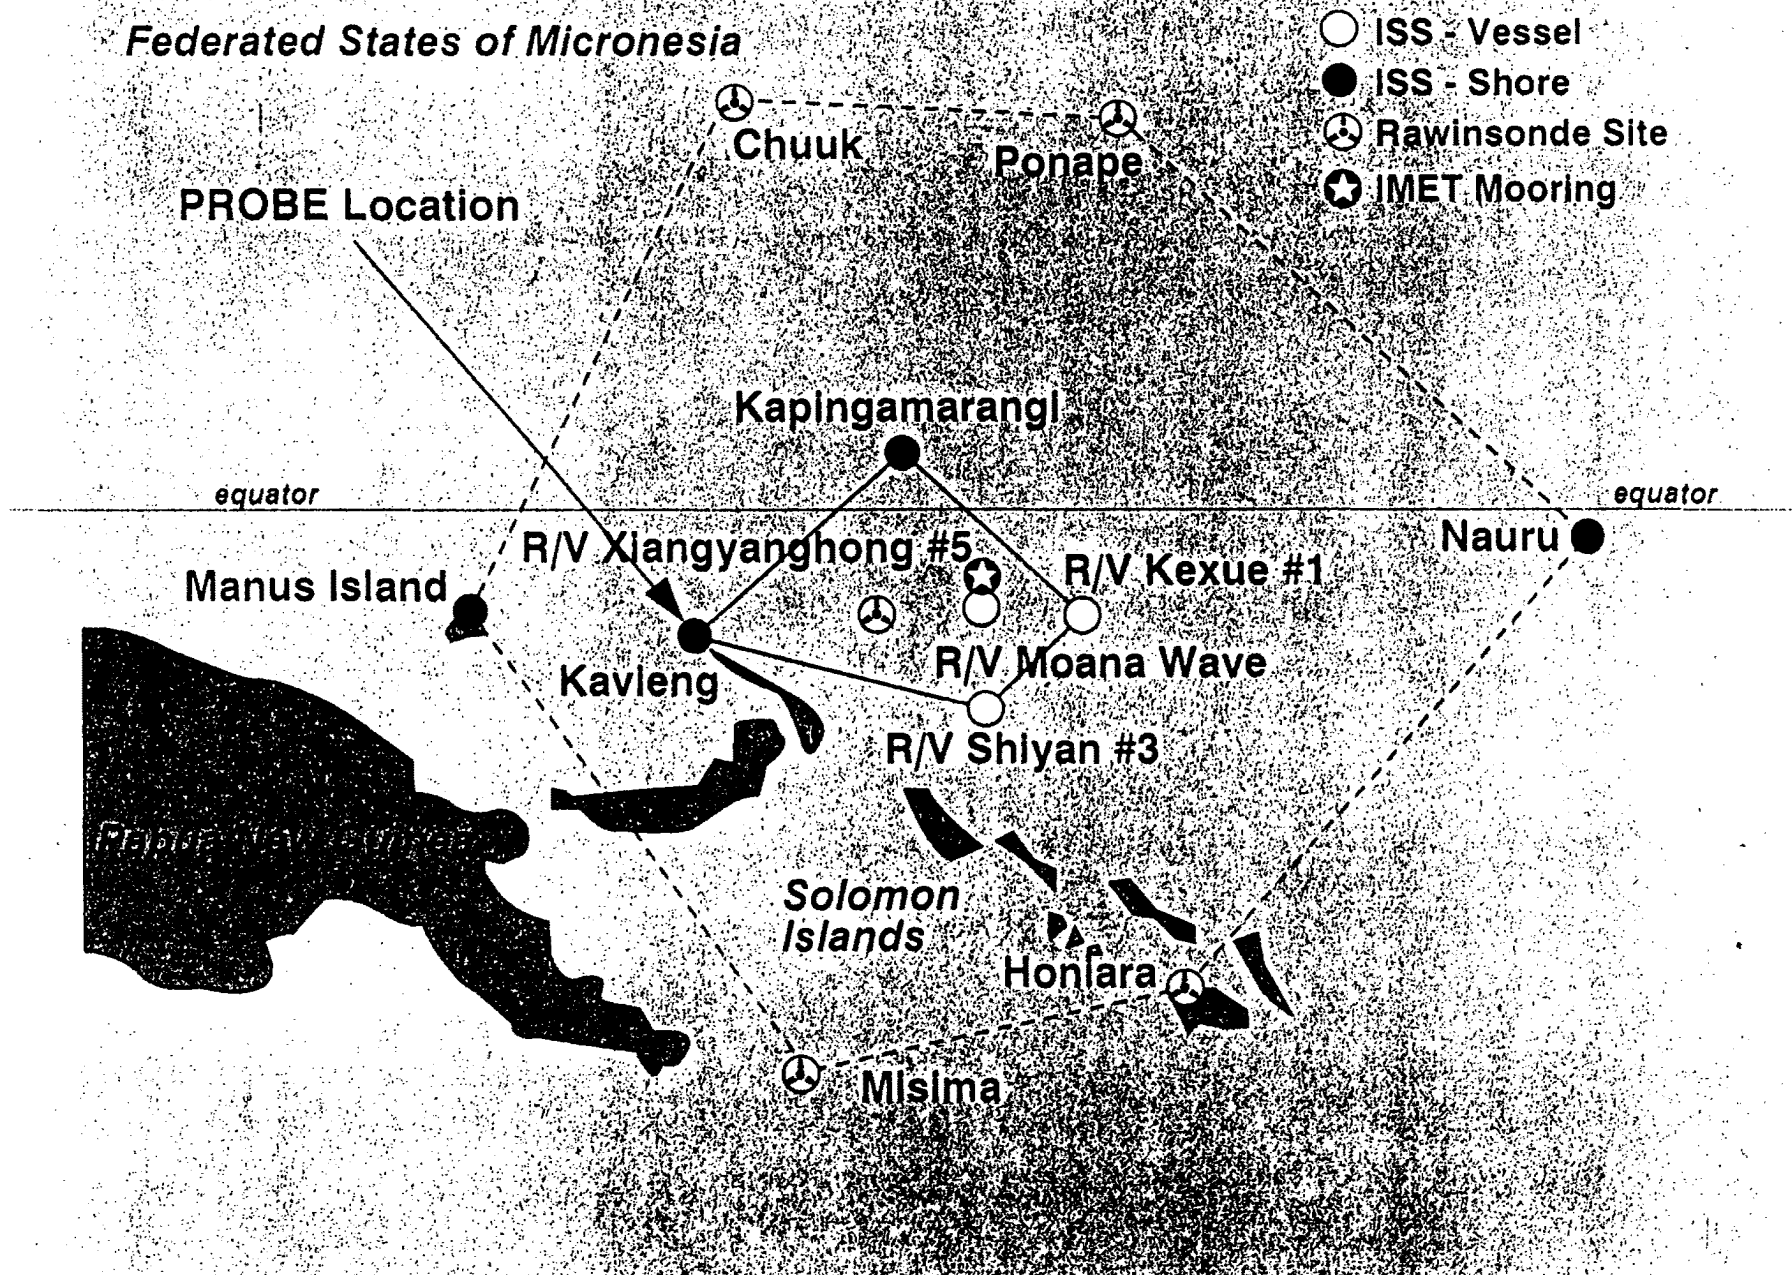 Federated States of Micronesia
ISS - Vessel
ISS - Shore
Rawinsonde Site
IMET Mooring
Chuuk
Ponape
PROBE Location
Kapingamarangi
equator
equator
Nauru
R/V Xiangyanghong #5
R/V Kexue #1
Manus Island
R/V Moana Wave
Kavieng
R/V Shiyan #3
Papua New Guinea
Solomon
Islands
Honiara
Misima